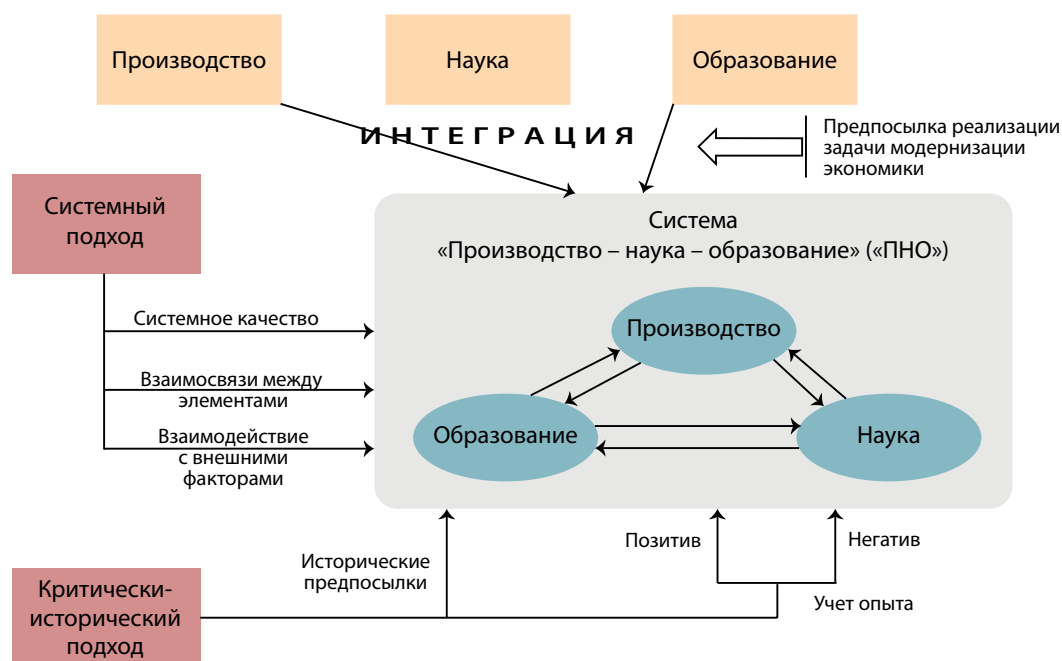 Производство
Наука
Образование
ИНТЕГРАЦИЯ
Предпосылка реализации
задачи модернизации
экономики
Системный
подход
Система
«Производство – наука – образование» («ПНО»)
Системное качество
Производство
Взаимосвязи между
элементами
Образование
Наука
Взаимодействие
с внешними
факторами
Исторические
предпосылки
Позитив
Негатив
Учет опыта
Критически-
исторический
подход